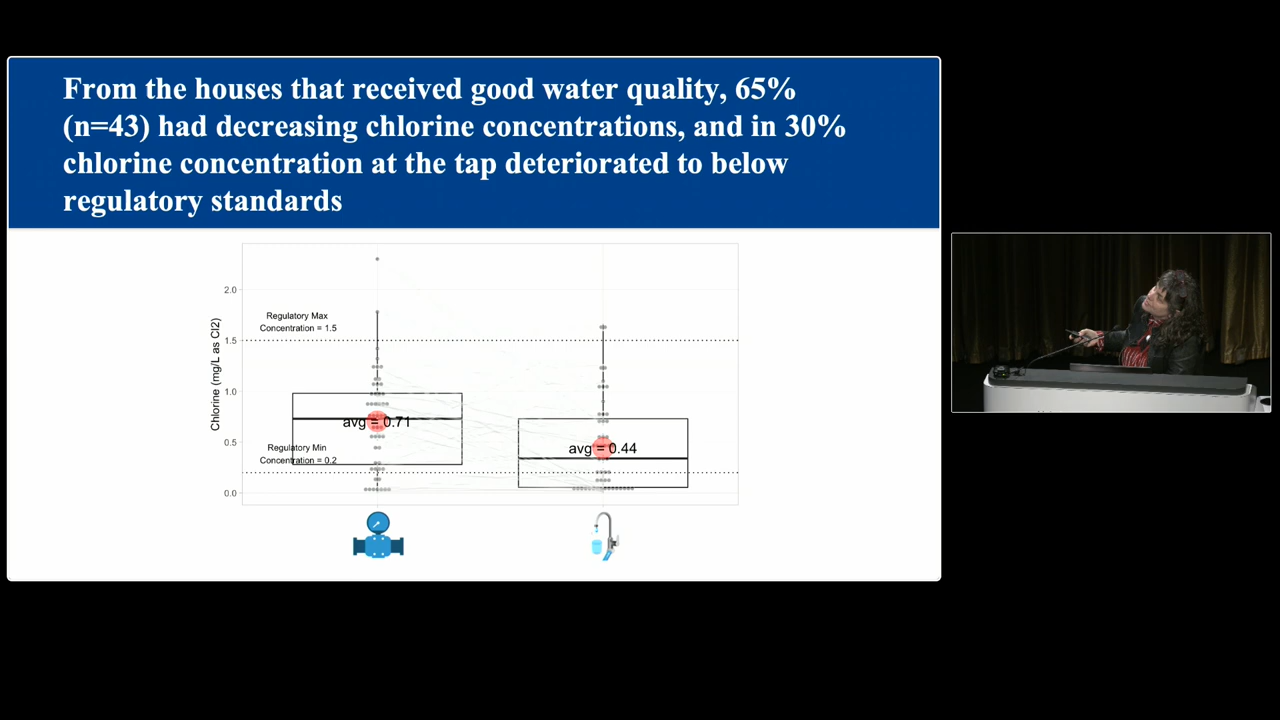 From the houses that received good water quality, 65%
(n=43) had decreasing chlorine concentrations, and in 30%
chlorine concentration at the tap deteriorated to below
regulatory standards
Chlorine (mg/L as Cl2)
2.0
1.5
1.0
0.5
0.0
Regulatory Max
Concentration = 1.5
avg = 0.71
Regulatory Min
Concentration = 0.2
avg = 0.44